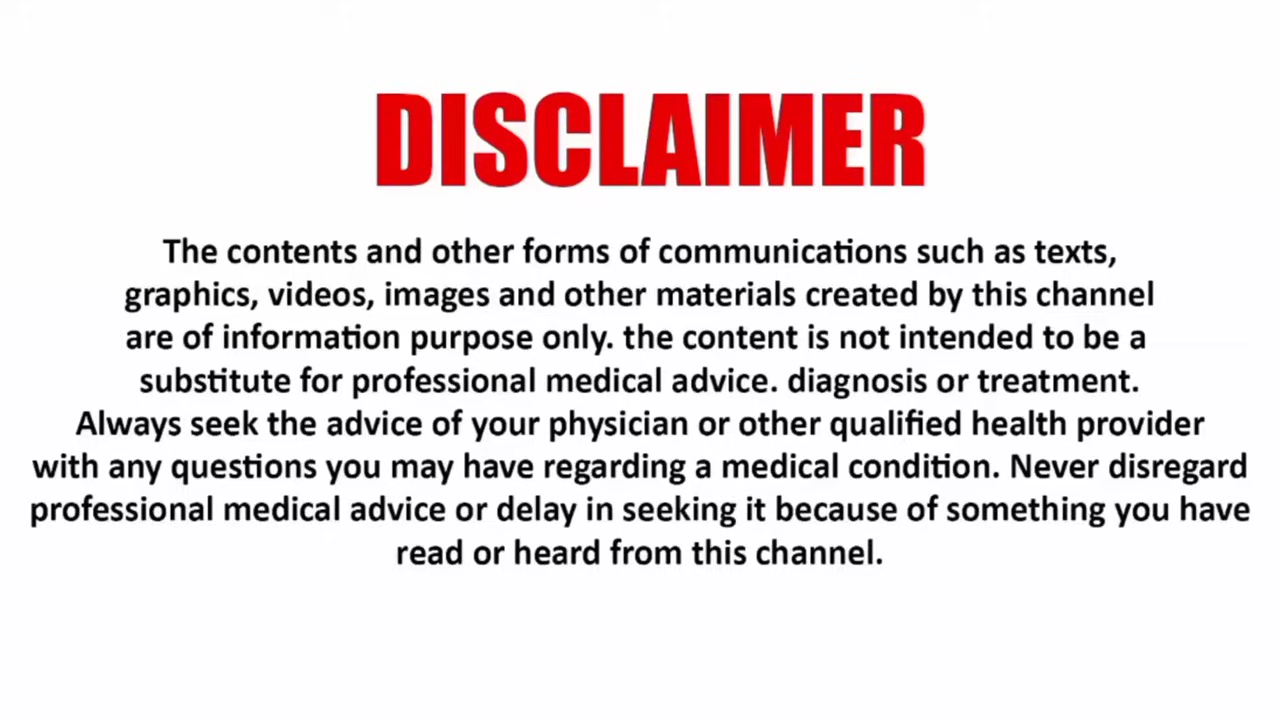 DISCLAIMER
The contents and other forms of communications such as texts,
graphics, videos, images and other materials created by this channel
are of information purpose only. the content is not intended to be a
substitute for professional medical advice. diagnosis or treatment.
Always seek the advice of your physician or other qualified health provider
with any questions you may have regarding a medical condition. Never disregard
professional medical advice or delay in seeking it because of something you have
read or heard from this channel.